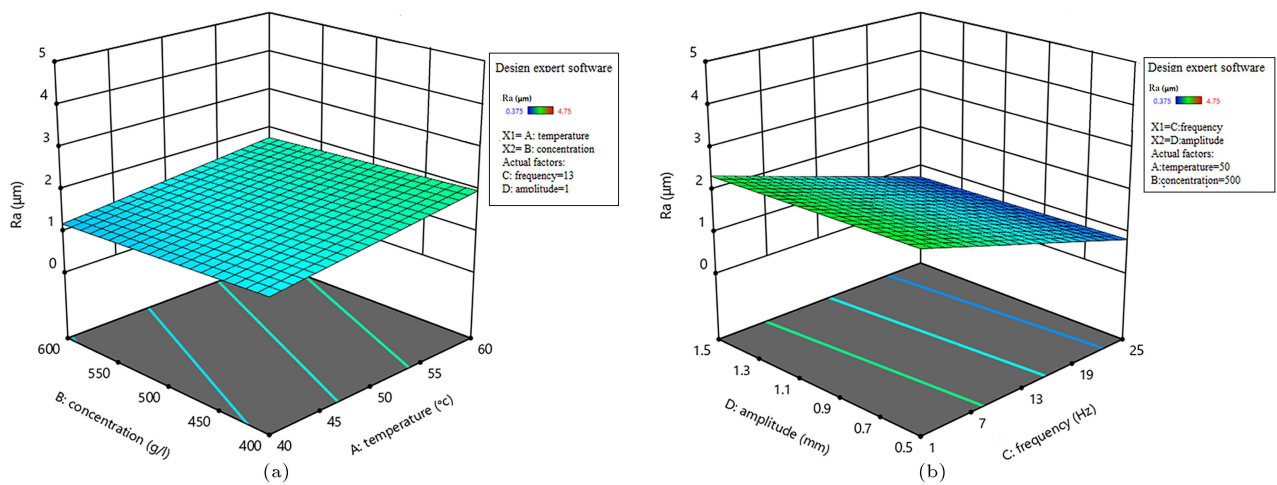 5
4
3
2
1
0
Ra (µm)
600
550
500
450
400
B: concentration (g/l)
40
45
50
55
60
A: temperature (°c)
Design expert software
Ra (µm)
0.375 4.75
X1= A: temperature
X2= B: concentration
Actual factors:
C: frequency=13
D: amolitude=1
(a)
5
4
3
2
1
0
Ra (µm)
1.5
1.3
1.1
0.9
0.7
0.5
D: amplitude (mm)
1
7
13
19
25
C: frequency (Hz)
Design expert software
Ra (µm)
0.375 4.75
X1=C:frequency
X2=D:amplitude
Actual factors:
A:temperature=50
B:concentration=500
(b)